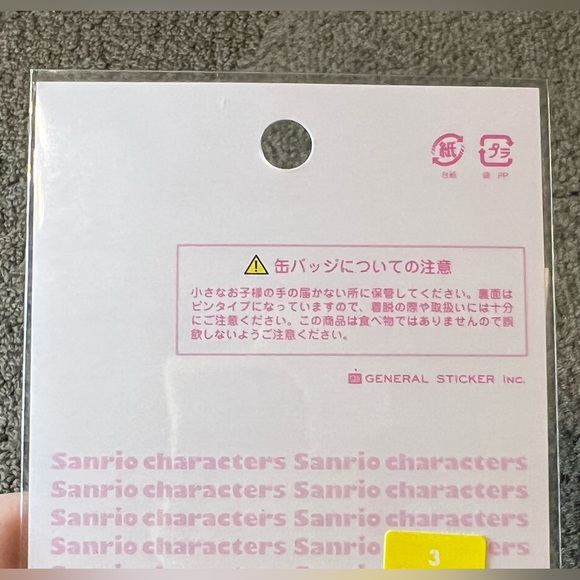 紙
プラ
台紙
袋 PP
缶バッジについての注意
小さなお子様の手の届かない所に保管してください。裏面は
ピンタイプになっていますので、着脱の際や取扱いには十分
にご注意ください。この商品は食べ物ではありませんので誤
飲しないようご注意ください。
GENERAL STICKER INC.
Sanrio characters Sanrio characters
Sanrio characters Sanrio characters
Sanrio characters Sanrio characters
Sanrio characters Sanrio characters
3